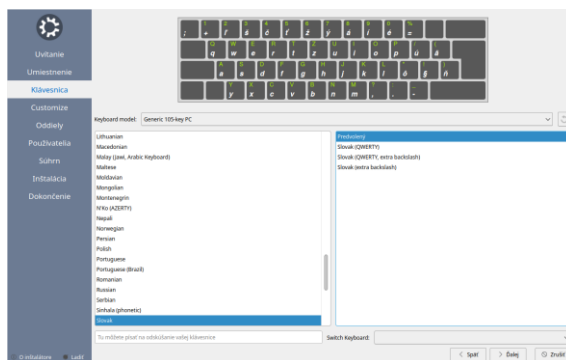 Uvítanie
Umiestnenie
Klávesnica
Customize
Oddiely
Používatelia
Súhrn
Inštalácia
Dokončenie
O inštalátore
Ladiť
; + ľ š č ť ž ý á í é =
Q W E R T Z U I O P
q w e r t z u i o p ú ä
A S D F G H J K L
a s d f g h j k l ô § ň
Y X C V B N M
y x c v b n m , . -
Keyboard model: Generic 105-key PC
Lithuanian
Macedonian
Malay (Jawi, Arabic Keyboard)
Maltese
Moldavian
Mongolian
Montenegrin
N'Ko (AZERTY)
Nepali
Norwegian
Persian
Polish
Portuguese
Portuguese (Brazil)
Romanian
Russian
Serbian
Sinhala (phonetic)
Slovak
Predvolený
Slovak (QWERTY)
Slovak (QWERTY, extra backslash)
Slovak (extra backslash)
Tu môžete písať na odskúšanie vašej klávesnice
Switch Keyboard:
Späť
Ďalej
Zrušiť